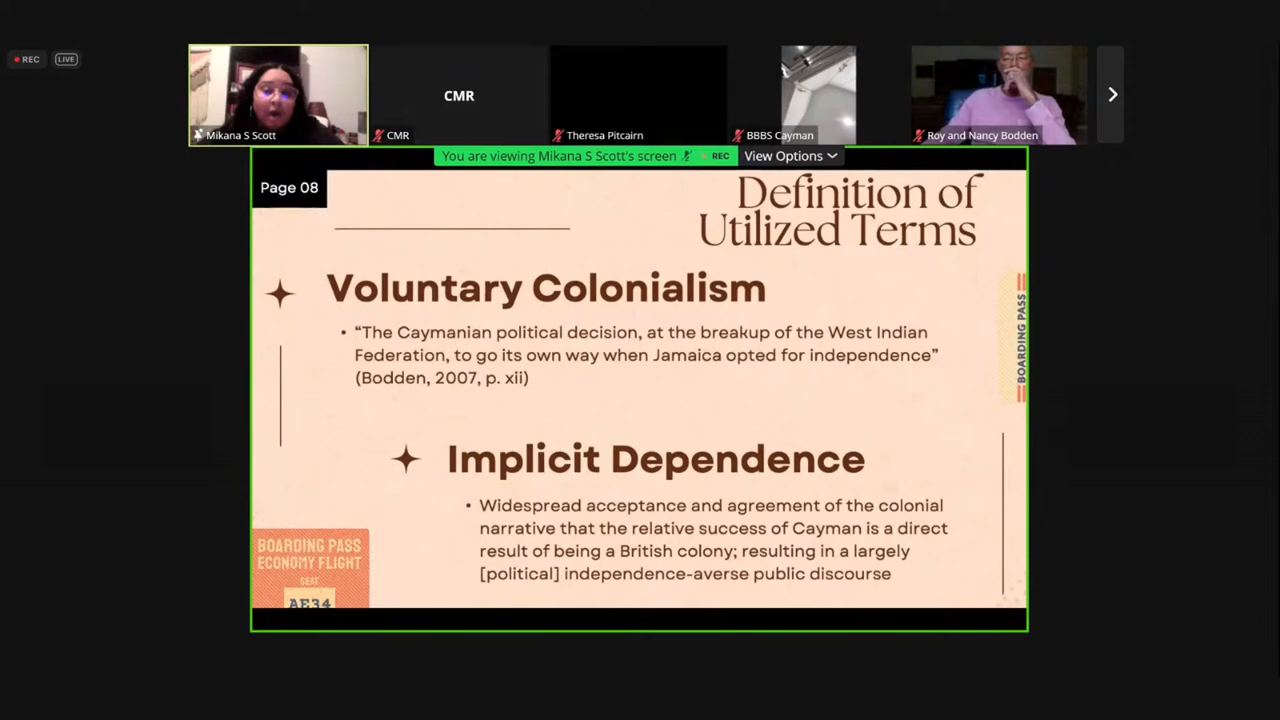 REC
LIVE
CMR
Mikana S Scott
CMR
Theresa Pitcairn
BBBS Cayman
Roy and Nancy Bodden
You are viewing Mikana S Scott's screen
REC
View Options
Page 08
Definition of
Utilized Terms
Voluntary Colonialism
• “The Caymanian political decision, at the breakup of the West Indian
Federation, to go its own way when Jamaica opted for independence”
(Bodden, 2007, p. xii)
BOARDING PASS
Implicit Dependence
• Widespread acceptance and agreement of the colonial
narrative that the relative success of Cayman is a direct
result of being a British colony; resulting in a largely
[political] independence-averse public discourse
BOARDING PASS
ECONOMY FLIGHT
SEAT
AE34